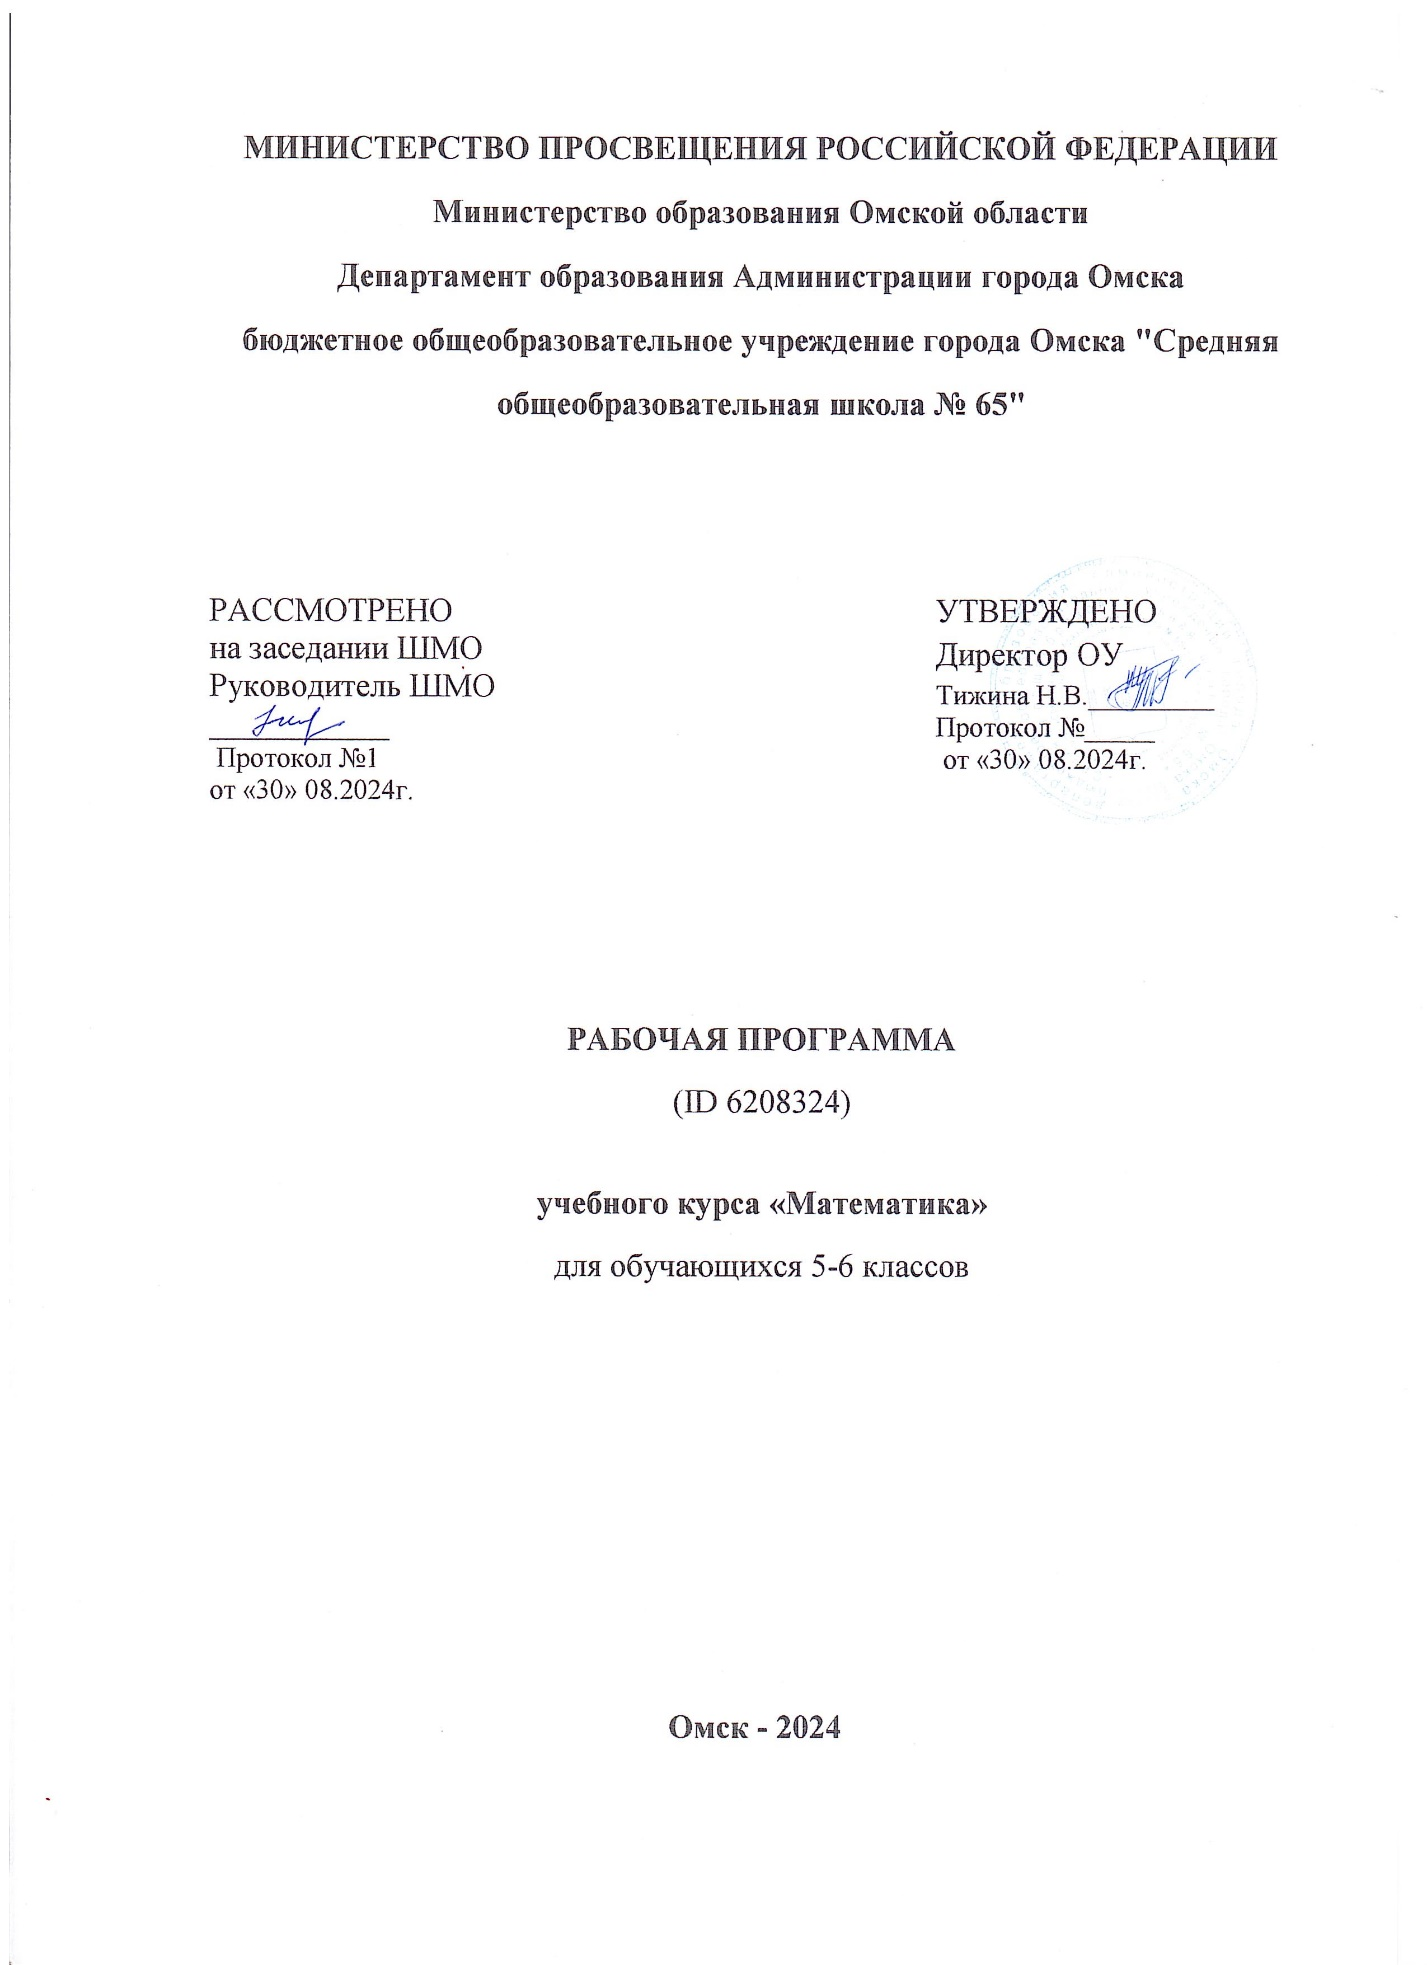 МИНИСТЕРСТВО ПРОСВЕЩЕНИЯ РОССИЙСКОЙ ФЕДЕРАЦИИ
Министерство образования Омской области
Департамент образования Администрации города Омска
бюджетное общеобразовательное учреждение города Омска "Средняя
общеобразовательная школа № 65"
РАССМОТРЕНО
на заседании ШМО
Руководитель ШМО
Протокол №1
от «30» 08.2024г.
УТВЕРЖДЕНО
Директор ОУ
Тижина Н.В.
Протокол №
от «30» 08.2024г.
РАБОЧАЯ ПРОГРАММА
(ID 6208324)
учебного курса «Математика»
для обучающихся 5-6 классов
Омск - 2024